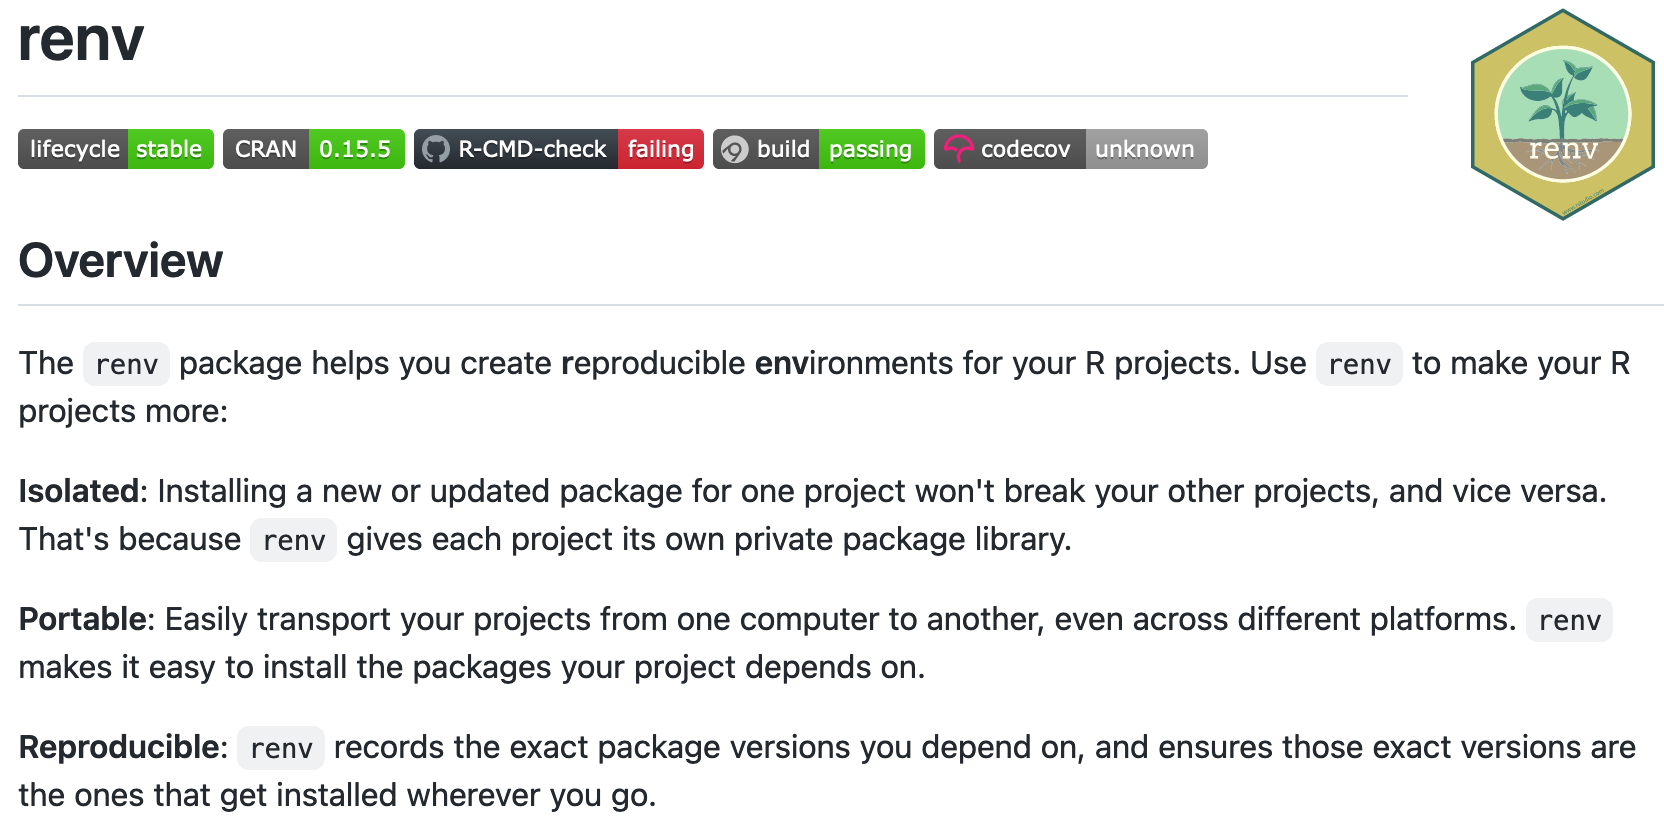 renv
lifecycle stable CRAN 0.15.5 R-CMD-check failing build passing codecov unknown
renv
Overview
The renv package helps you create reproducible environments for your R projects. Use renv to make your R
projects more:
Isolated: Installing a new or updated package for one project won't break your other projects, and vice versa.
That's because renv gives each project its own private package library.
Portable: Easily transport your projects from one computer to another, even across different platforms. renv
makes it easy to install the packages your project depends on.
Reproducible: renv records the exact package versions you depend on, and ensures those exact versions are
the ones that get installed wherever you go.